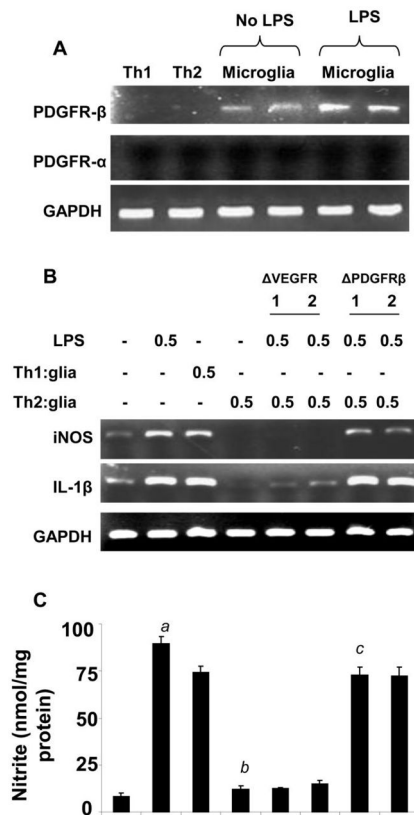 A
No LPS
LPS
Th1 Th2 Microglia Microglia
PDGFR-β
PDGFR-α
GAPDH
B
ΔVEGFR ΔPDGFRβ
1 2 1 2
LPS - 0.5 - - 0.5 0.5 0.5 0.5
Th1:glia - - 0.5 - - - - -
Th2:glia - - - 0.5 0.5 0.5 0.5 0.5
iNOS
IL-1β
GAPDH
C
Nitrite (nmol/mg protein)
100
75
50
25
0
a
b
c